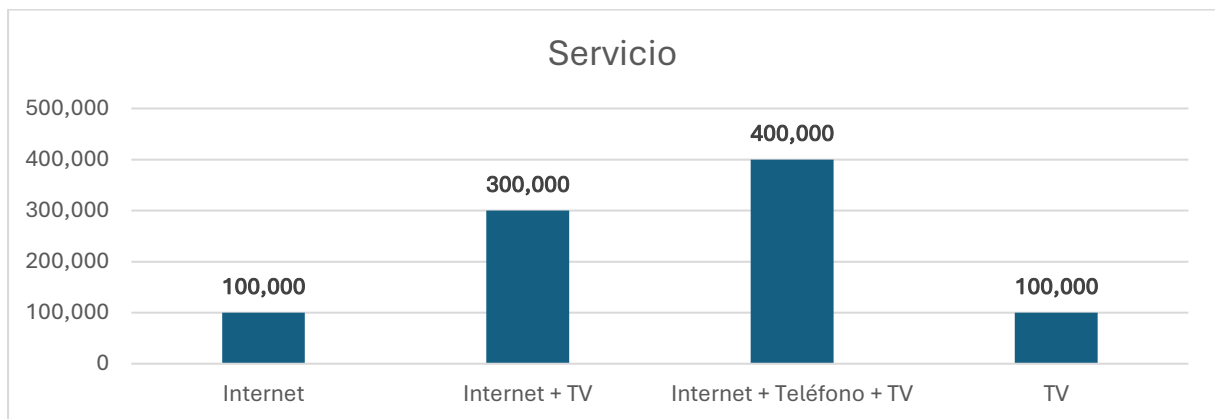 Servicio
500,000
400,000
300,000
200,000
100,000
0
100,000
300,000
400,000
100,000
Internet
Internet + TV
Internet + Teléfono + TV
TV